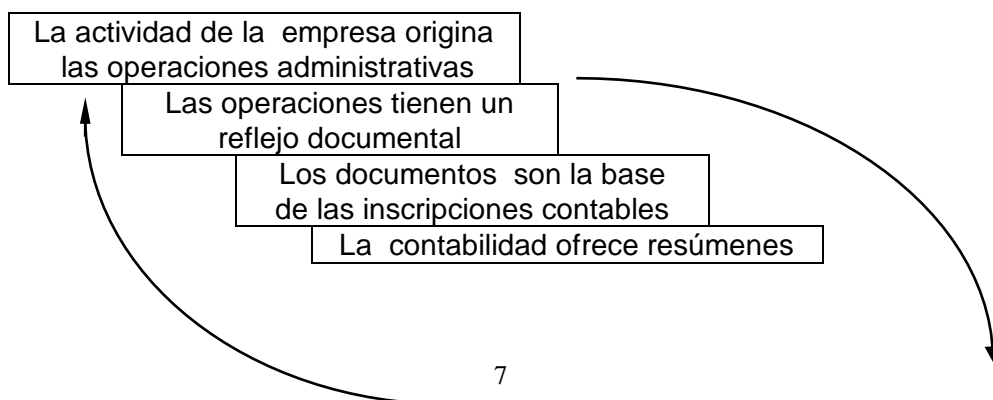 La actividad de la empresa origina
las operaciones administrativas
Las operaciones tienen un
reflejo documental
Los documentos son la base
de las inscripciones contables
La contabilidad ofrece resúmenes
7